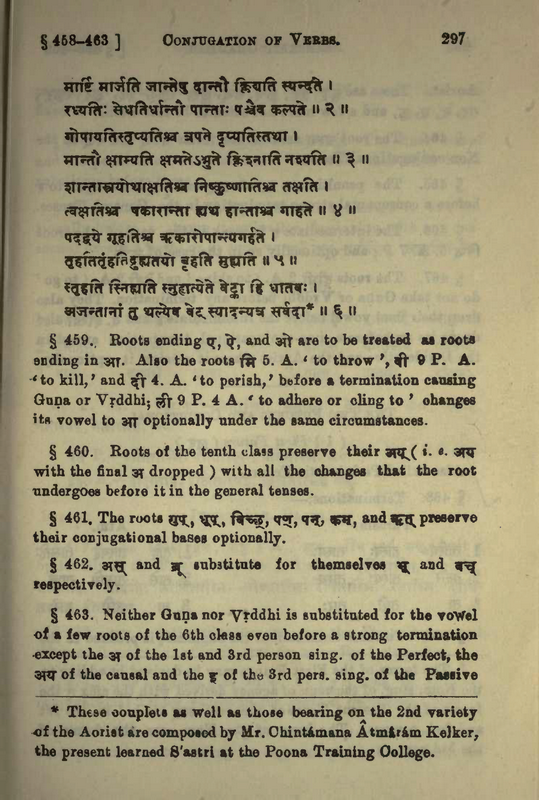 § 458–463 ] CONJUGATION OF VERBS. 297
मार्ष्टि मार्जति जान्तेषु दान्तौ क्लिद्यति स्यन्दते ।
रध्यतिः सेधतिर्धान्तौ पान्ताः पञ्चैव कल्पते ॥ २ ॥
गोपायतिस्तृप्यतिश्च त्रपते दृप्यतिस्तथा ।
मान्तौ क्षाम्यति क्षमतेऽश्नुते क्लिश्नाति नश्यति ॥ ३ ॥
शान्तास्त्रयोथाक्षतिश्च निष्कुष्णातिश्च तक्षति ।
त्वक्षतिश्च षकारान्ता ह्यथ हान्ताश्च गाहते ॥ ४ ॥
पदद्वये गूहतिश्च ऋकारोपान्त्यगर्हते ।
तृहतितृंहतिद्रुह्यतयो बृहति मुह्यति ॥ ५ ॥
स्तृहति स्निह्यति स्नुह्यत्येते वेट्का हि धातवः ।
अजन्तानां तु थल्येव वेट् स्यादन्यत्र सर्वदा* ॥ ६ ॥
§ 459. Roots ending ए, ऐ, and ओ are to be treated as roots
ending in आ. Also the roots मि 5. A. ‘ to throw ’, मी 9 P. A.
‘to kill,’ and दी 4. A. ‘to perish,’ before a termination causing
Guṇa or Vṛddhi; ली 9 P. 4 A. ‘ to adhere or cling to ’ changes
its vowel to आ optionally under the same circumstances.
§ 460. Roots of the tenth class preserve their अय् ( i. e. अय
with the final अ dropped ) with all the changes that the root
undergoes before it in the general tenses.
§ 461. The roots गुप्, धूप्, विच्छ्, पण्, पन्, कम्, and ऋत् preserve
their conjugational bases optionally.
§ 462. अस् and ब्रू substitute for themselves भू and वच्
respectively.
§ 463. Neither Guṇa nor Vṛddhi is substituted for the vowel
of a few roots of the 6th class even before a strong termination
except the अ of the 1st and 3rd person sing. of the Perfect, the
अय of the causal and the इ of the 3rd pers. sing. of the Passive
* These couplets as well as those bearing on the 2nd variety
of the Aorist are composed by Mr. Chintâmana Âtmârâm Kelker,
the present learned S'astri at the Poona Training College.